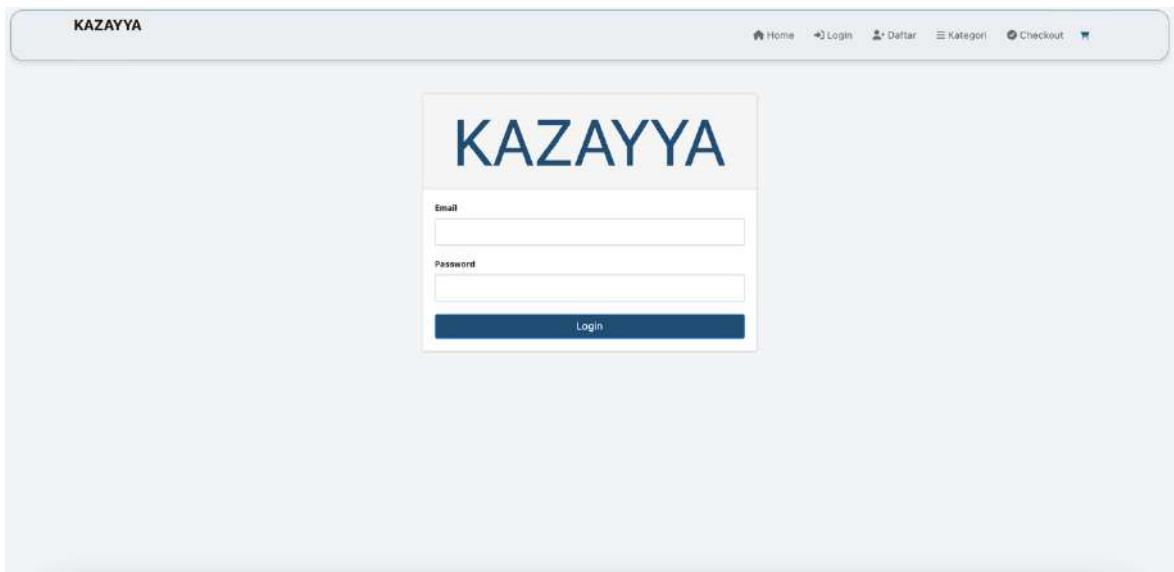 KAZAYYA
Home Login Daftar Kategori Checkout
KAZAYYA
Email
Password
Login